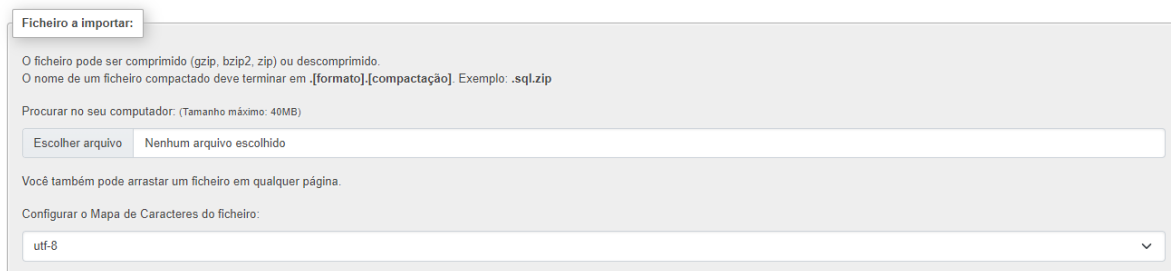 Ficheiro a importar:
O ficheiro pode ser comprimido (gzip, bzip2, zip) ou descomprimido.
O nome de um ficheiro compactado deve terminar em .[formato].[compactação]. Exemplo: .sql.zip
Procurar no seu computador: (Tamanho máximo: 40MB)
Escolher arquivo Nenhum arquivo escolhido
Você também pode arrastar um ficheiro em qualquer página.
Configurar o Mapa de Caracteres do ficheiro:
utf-8